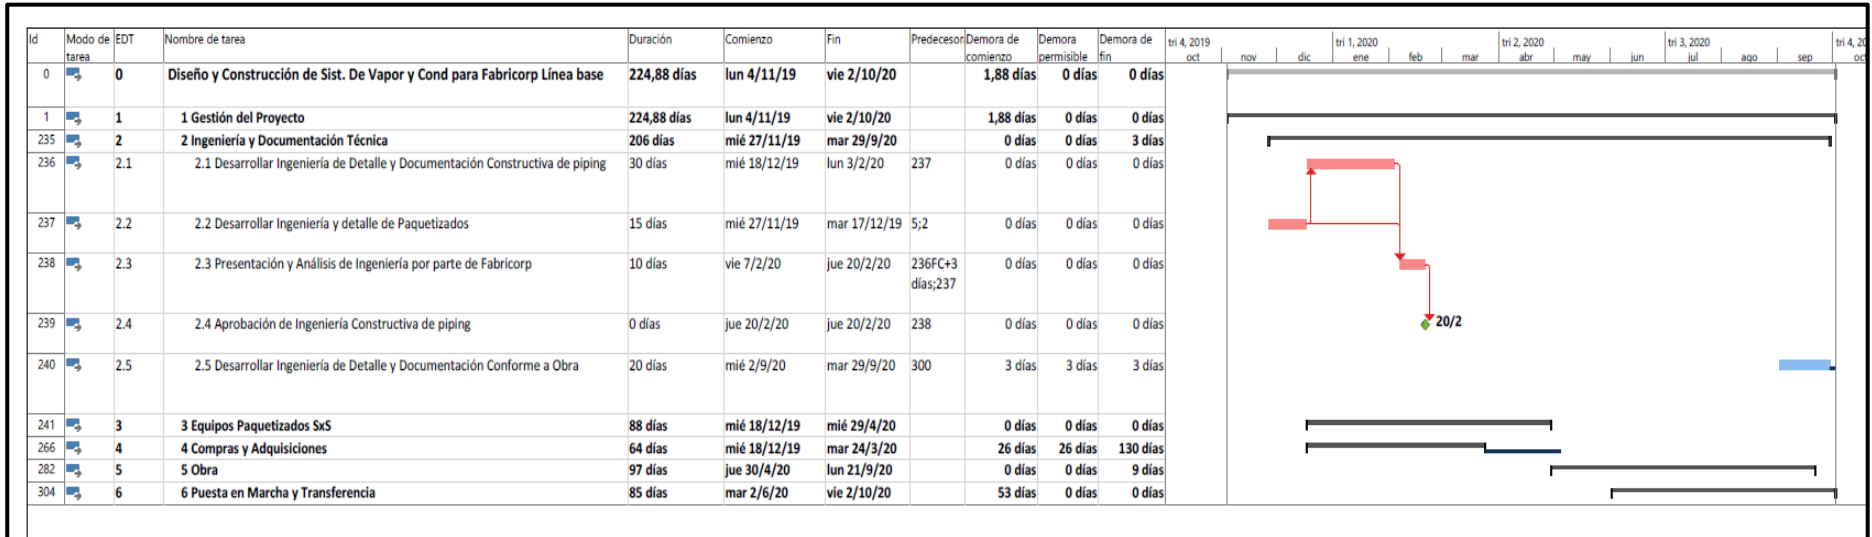 Id Modo de tarea EDT Nombre de tarea Duración Comienzo Fin Predecesor Demora de comienzo Demora permisible Demora de fin
tri 4, 2019 tri 1, 2020 tri 2, 2020 tri 3, 2020 tri 4, 20
oct nov dic ene feb mar abr may jun jul ago sep oc
0 0 Diseño y Construcción de Sist. De Vapor y Cond para Fabricorp Línea base 224,88 días lun 4/11/19 vie 2/10/20 1,88 días 0 días 0 días
1 1 1 Gestión del Proyecto 224,88 días lun 4/11/19 vie 2/10/20 1,88 días 0 días 0 días
235 2 2 Ingeniería y Documentación Técnica 206 días mié 27/11/19 mar 29/9/20 0 días 0 días 3 días
236 2.1 2.1 Desarrollar Ingeniería de Detalle y Documentación Constructiva de piping 30 días mié 18/12/19 lun 3/2/20 237 0 días 0 días 0 días
237 2.2 2.2 Desarrollar Ingeniería y detalle de Paquetizados 15 días mié 27/11/19 mar 17/12/19 5;2 0 días 0 días 0 días
238 2.3 2.3 Presentación y Análisis de Ingeniería por parte de Fabricorp 10 días vie 7/2/20 jue 20/2/20 236FC+3 días;237 0 días 0 días 0 días
239 2.4 2.4 Aprobación de Ingeniería Constructiva de piping 0 días jue 20/2/20 jue 20/2/20 238 0 días 0 días 0 días 20/2
240 2.5 2.5 Desarrollar Ingeniería de Detalle y Documentación Conforme a Obra 20 días mié 2/9/20 mar 29/9/20 300 3 días 3 días 3 días
241 3 3 Equipos Paquetizados SxS 88 días mié 18/12/19 mié 29/4/20 0 días 0 días 0 días
266 4 4 Compras y Adquisiciones 64 días mié 18/12/19 mar 24/3/20 26 días 26 días 130 días
282 5 5 Obra 97 días jue 30/4/20 lun 21/9/20 0 días 0 días 9 días
304 6 6 Puesta en Marcha y Transferencia 85 días mar 2/6/20 vie 2/10/20 53 días 0 días 0 días